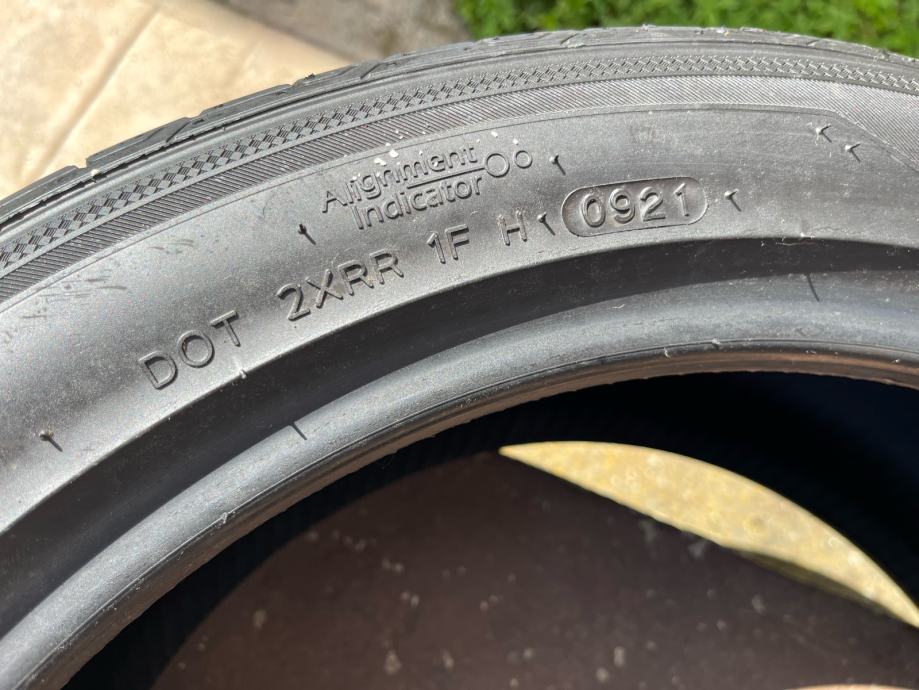 Alignment
Indicator
DOT 2XRR 1F H 0921